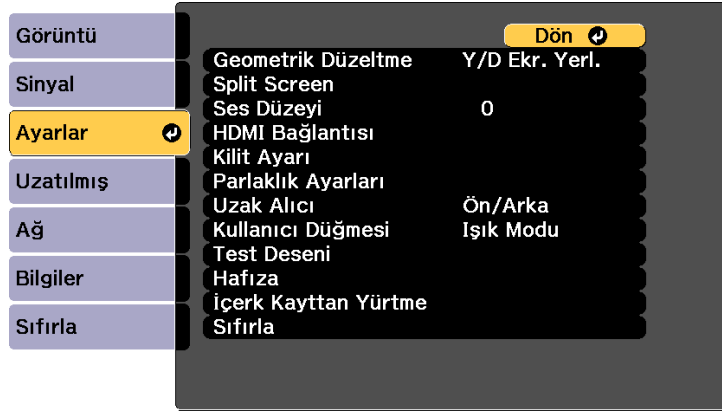 Görüntü
Sinyal
Ayarlar
Uzatılmış
Ağ
Bilgiler
Sıfırla
Dön
Geometrik Düzeltme Y/D Ekr. Yerl.
Split Screen
Ses Düzeyi 0
HDMI Bağlantısı
Kilit Ayarı
Parlaklık Ayarları
Uzak Alıcı Ön/Arka
Kullanıcı Düğmesi Işık Modu
Test Deseni
Hafıza
İçerk Kayttan Yürtme
Sıfırla